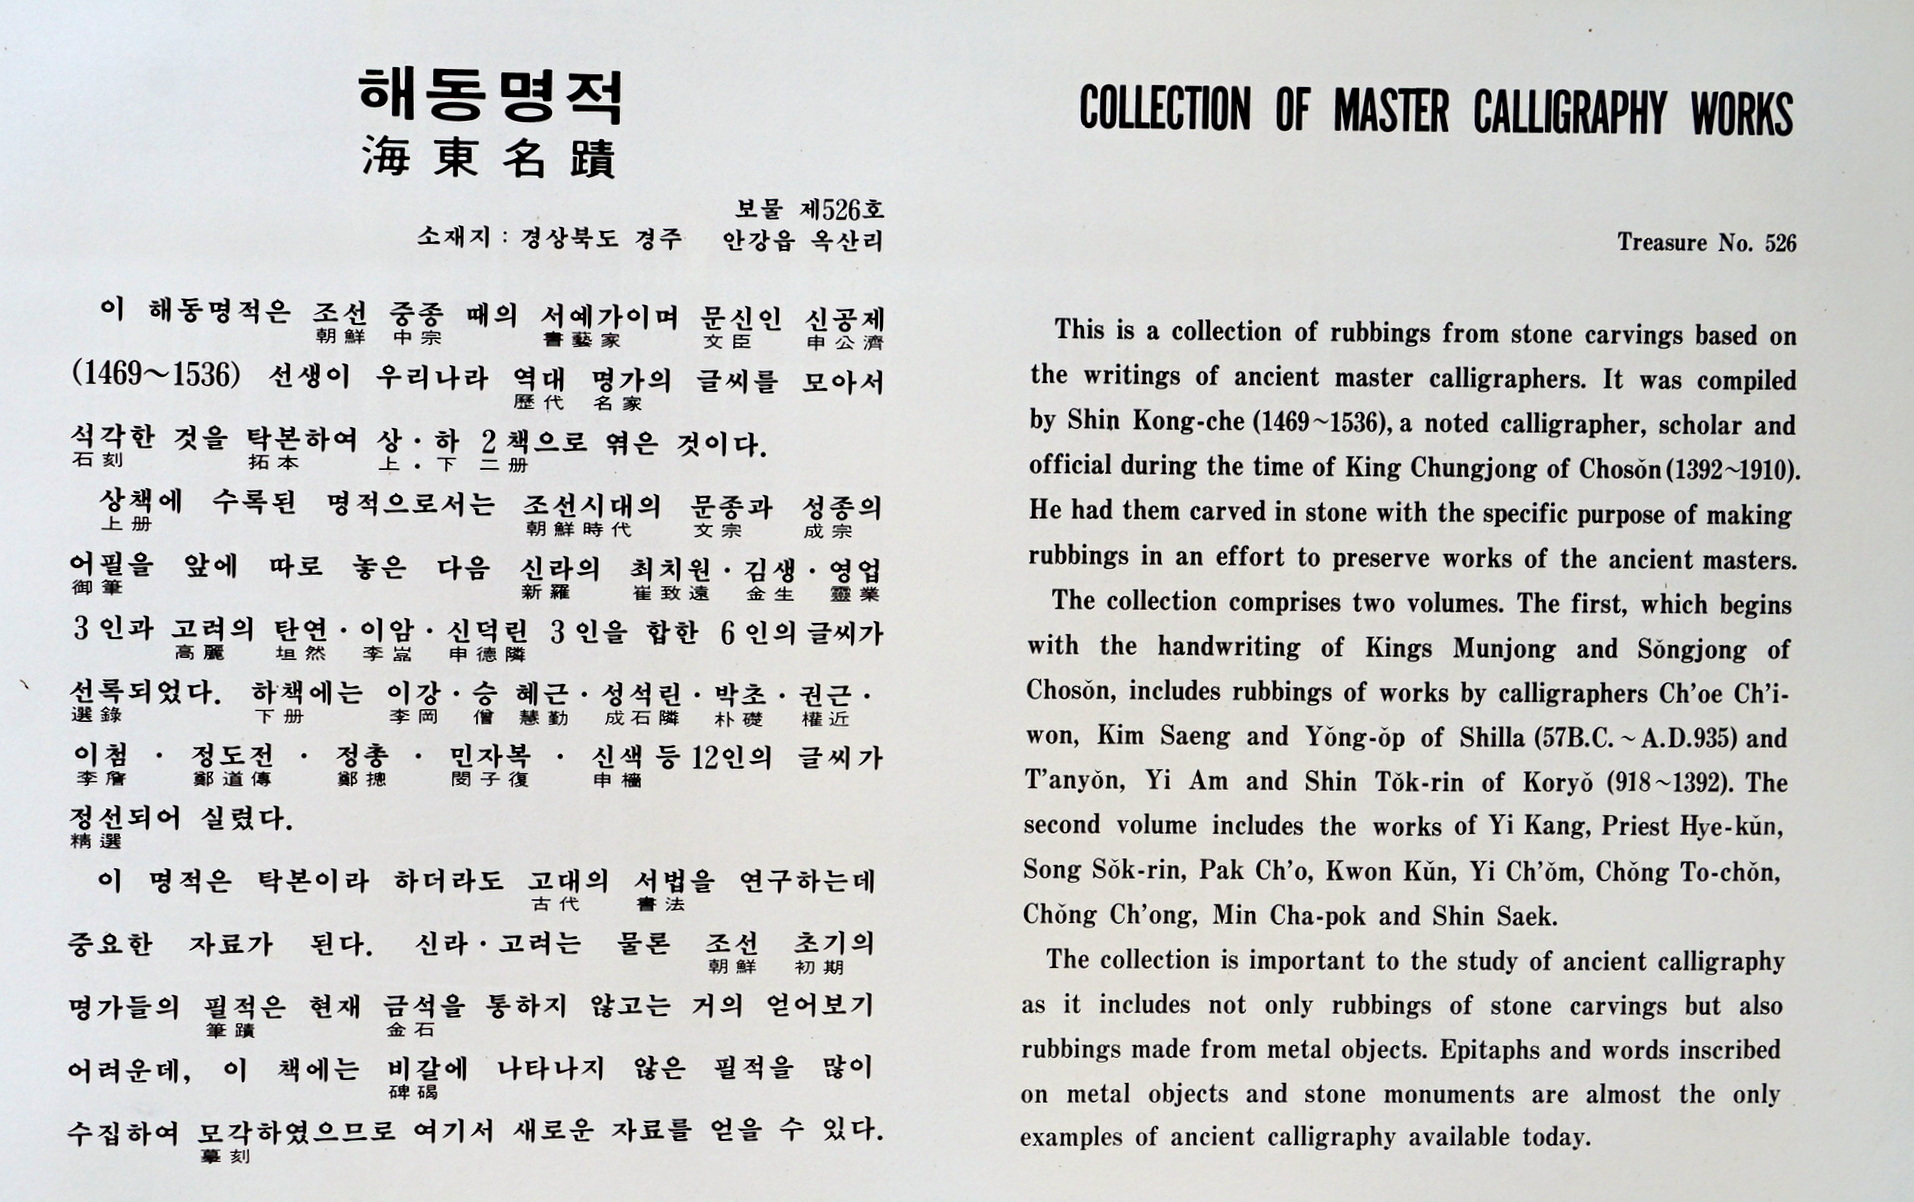 해동명적
海東名蹟
보물 제526호
소재지 : 경상북도 경주 안강읍 옥산리
이 해동명적은 조선 중종 때의 서예가이며 문신인 신공제
朝鮮 中宗 書藝家 文臣 申公濟
(1469~1536) 선생이 우리나라 역대 명가의 글씨를 모아서
歷代 名家
석각한 것을 탁본하여 상·하 2책으로 엮은 것이다.
石刻 拓本 上·下 二册
상책에 수록된 명적으로서는 조선시대의 문종과 성종의
上册 朝鮮時代 文宗 成宗
어필을 앞에 따로 놓은 다음 신라의 최치원·김생·영업
御筆 新羅 崔致遠 金生 靈業
3인과 고려의 탄연·이암·신덕린 3인을 합한 6인의 글씨가
高麗 坦然 李嵓 申德隣
선록되었다. 하책에는 이강·승 혜근·성석린·박초·권근·
選錄 下册 李岡 僧 慧勤 成石隣 朴礎 權近
이첨 · 정도전 · 정총 · 민자복 · 신색 등 12인의 글씨가
李詹 鄭道傳 鄭摠 閔子復 申穡
정선되어 실렸다.
精選
이 명적은 탁본이라 하더라도 고대의 서법을 연구하는데
古代 書法
중요한 자료가 된다. 신라·고려는 물론 조선 초기의
朝鮮 初期
명가들의 필적은 현재 금석을 통하지 않고는 거의 얻어보기
筆蹟 金石
어려운데, 이 책에는 비갈에 나타나지 않은 필적을 많이
碑碣
수집하여 모각하였으므로 여기서 새로운 자료를 얻을 수 있다.
摹刻
COLLECTION OF MASTER CALLIGRAPHY WORKS
Treasure No. 526
This is a collection of rubbings from stone carvings based on
the writings of ancient master calligraphers. It was compiled
by Shin Kong-che (1469~1536), a noted calligrapher, scholar and
official during the time of King Chungjong of Chosŏn (1392~1910).
He had them carved in stone with the specific purpose of making
rubbings in an effort to preserve works of the ancient masters.
The collection comprises two volumes. The first, which begins
with the handwriting of Kings Munjong and Sŏngjong of
Chosŏn, includes rubbings of works by calligraphers Ch'oe Ch'i-
won, Kim Saeng and Yŏng-ŏp of Shilla (57B.C. ~ A.D.935) and
T'anyŏn, Yi Am and Shin Tŏk-rin of Koryŏ (918~1392). The
second volume includes the works of Yi Kang, Priest Hye-kŭn,
Song Sŏk-rin, Pak Ch'o, Kwon Kŭn, Yi Ch'ŏm, Chŏng To-chŏn,
Chŏng Ch'ong, Min Cha-pok and Shin Saek.
The collection is important to the study of ancient calligraphy
as it includes not only rubbings of stone carvings but also
rubbings made from metal objects. Epitaphs and words inscribed
on metal objects and stone monuments are almost the only
examples of ancient calligraphy available today.